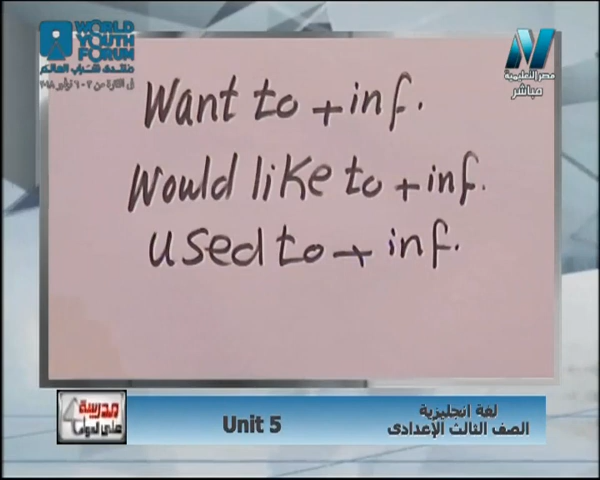 WORLD
YOUTH
FORUM
منتدى شباب العالم
مصر التعليمية
مباشر
Want to + inf.
Would like to + inf.
used to + inf.
مدرسة
على الهواء
Unit 5
لغة انجليزية
الصف الثالث الإعدادى